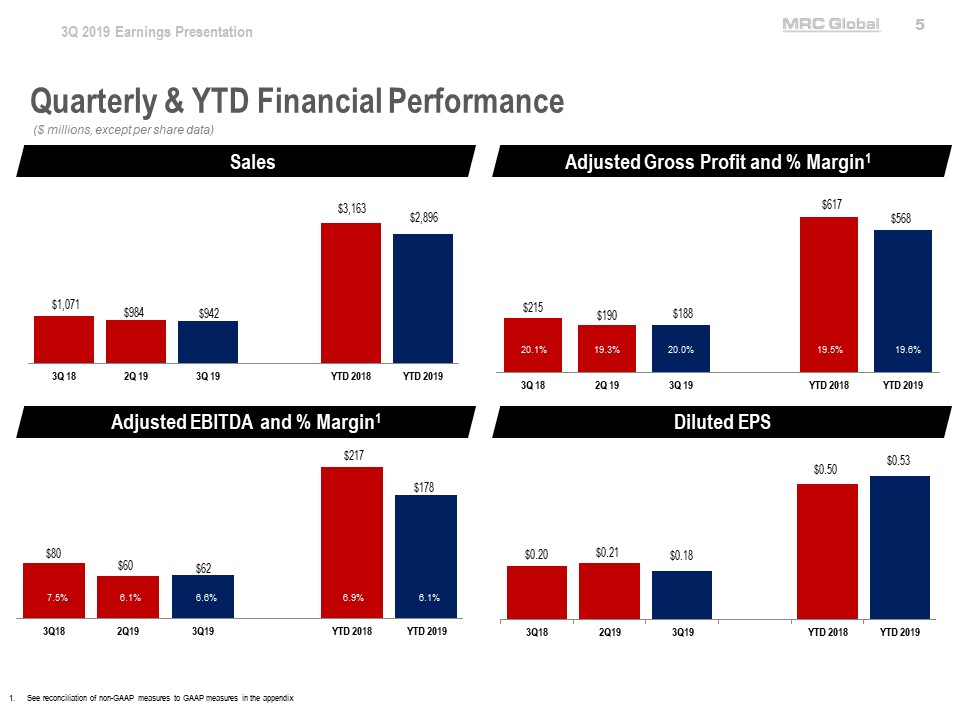 3Q 2019 Earnings Presentation
MRC Global
5
Quarterly & YTD Financial Performance
($ millions, except per share data)
Sales
$1,071
$984
$942
$3,163
$2,896
3Q 18
2Q 19
3Q 19
YTD 2018
YTD 2019
Adjusted Gross Profit and % Margin1
$215
$190
$188
$617
$568
20.1%
19.3%
20.0%
19.5%
19.6%
3Q 18
2Q 19
3Q 19
YTD 2018
YTD 2019
Adjusted EBITDA and % Margin1
$80
$60
$62
$217
$178
7.5%
6.1%
6.6%
6.9%
6.1%
3Q18
2Q19
3Q19
YTD 2018
YTD 2019
Diluted EPS
$0.20
$0.21
$0.18
$0.50
$0.53
3Q18
2Q19
3Q19
YTD 2018
YTD 2019
1. See reconciliation of non-GAAP measures to GAAP measures in the appendix